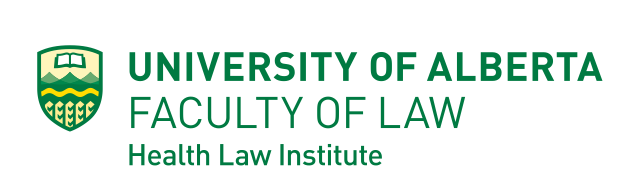 UNIVERSITY OF ALBERTA
FACULTY OF LAW
Health Law Institute